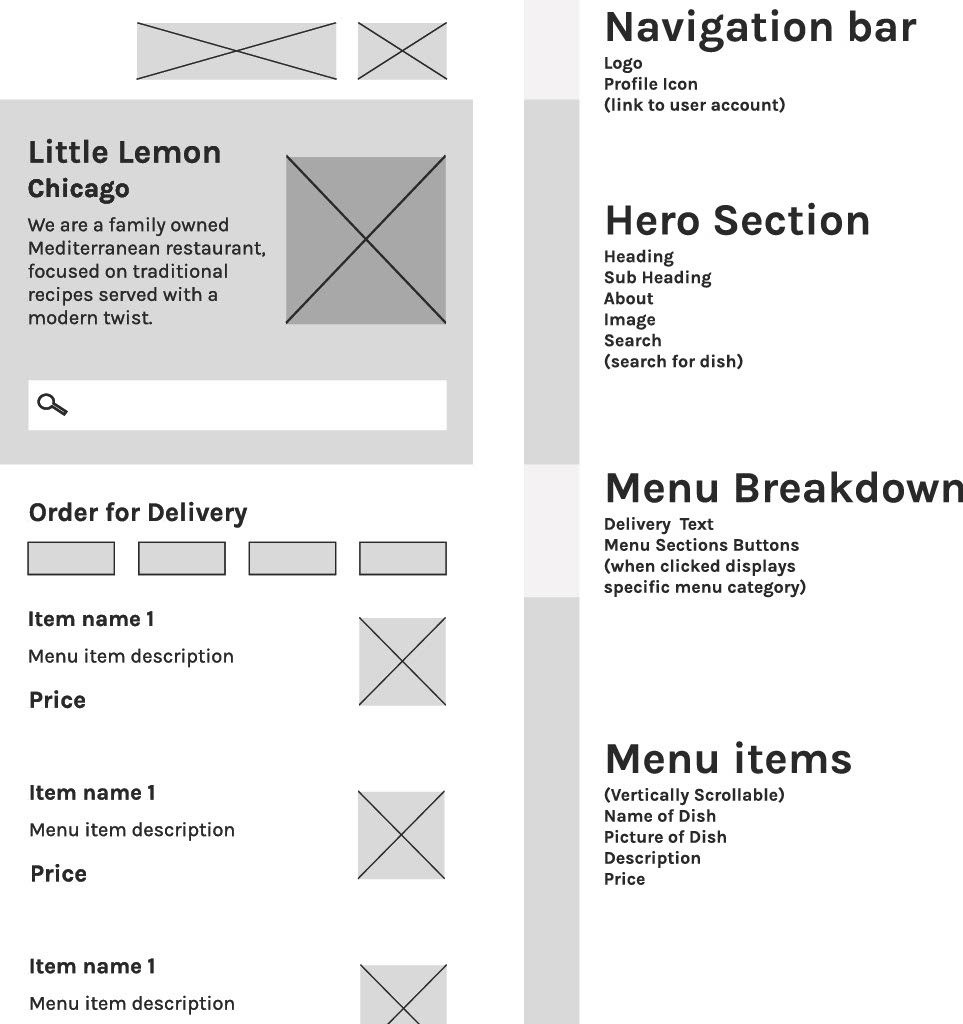 Little Lemon
Chicago
We are a family owned
Mediterranean restaurant,
focused on traditional
recipes served with a
modern twist.
Order for Delivery
Item name 1
Menu item description
Price
Item name 1
Menu item description
Price
Item name 1
Menu item description
Navigation bar
Logo
Profile Icon
(link to user account)
Hero Section
Heading
Sub Heading
About
Image
Search
(search for dish)
Menu Breakdown
Delivery  Text
Menu Sections Buttons
(when clicked displays
specific menu category)
Menu items
(Vertically Scrollable)
Name of Dish
Picture of Dish
Description
Price